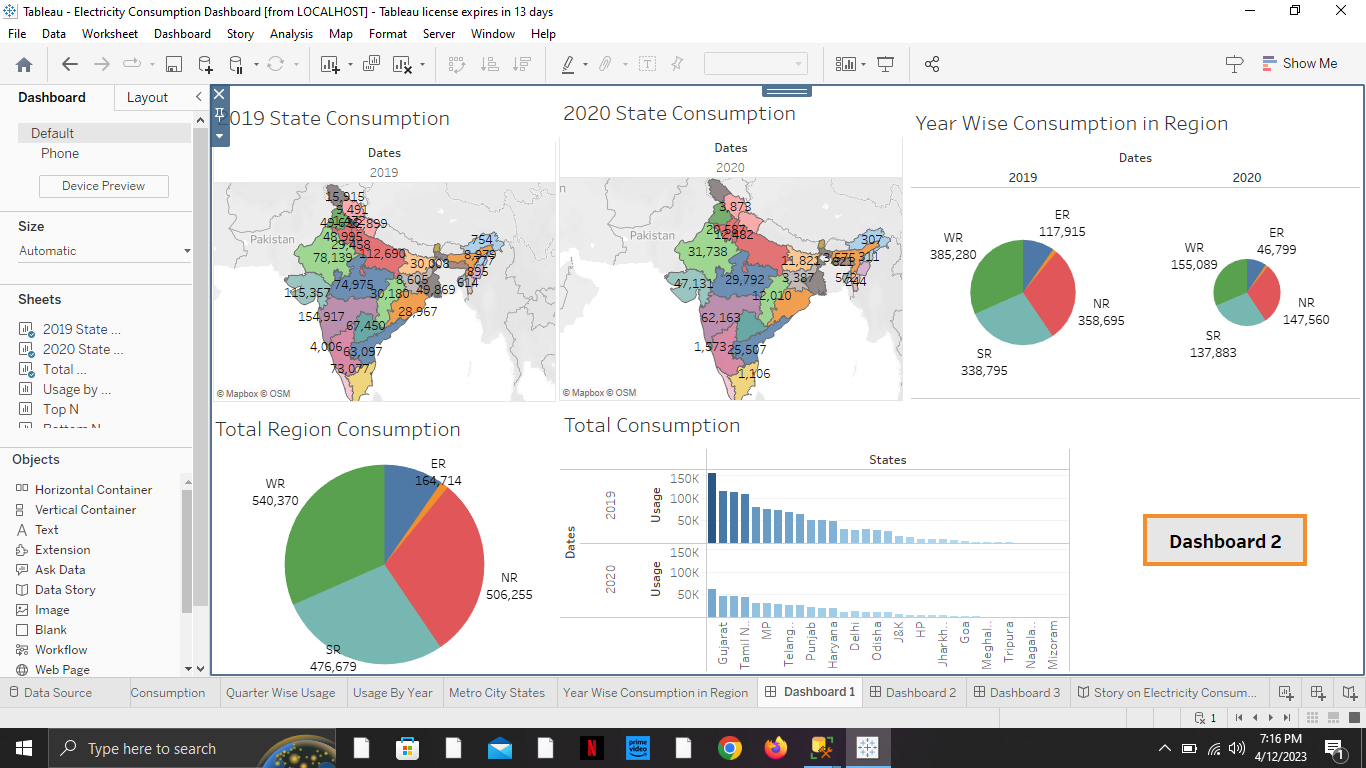 Tableau - Electricity Consumption Dashboard [from LOCALHOST] - Tableau license expires in 13 days
File Data Worksheet Dashboard Story Analysis Map Format Server Window Help
Show Me
Dashboard Layout
Default
Phone
Device Preview
Size
Automatic
Sheets
2019 State ...
2020 State ...
Total ...
Usage by ...
Top N
Objects
Horizontal Container
Vertical Container
Text
Extension
Ask Data
Data Story
Image
Blank
Workflow
Web Page
2019 State Consumption
Dates
2019
15,915
Pakistan
112,690
754
78,139
30,008
8,605
895
614
115,357
74,975
30,180
49,869
28,967
154,917
67,450
4,006
63,097
73,077
© Mapbox © OSM
2020 State Consumption
Dates
2020
3,873
Pakistan
20,587
12,482
307
31,738
11,821
311
47,131
29,792
3,387
12,010
62,163
1,573
25,507
1,106
© Mapbox © OSM
Year Wise Consumption in Region
Dates
2019 2020
ER
117,915
WR
385,280
NR
358,695
SR
338,795
ER
46,799
WR
155,089
NR
147,560
SR
137,883
Total Region Consumption
ER
164,714
WR
540,370
NR
506,255
SR
476,679
Total Consumption
States
Dates
2019
Usage
150K
100K
50K
2020
Usage
150K
100K
50K
Gujarat
Tamil N..
MP
Telang..
Punjab
Haryana
Delhi
Odisha
J&K
HP
Jharkh..
Goa
Meghal..
Tripura
Nagala..
Mizoram
Dashboard 2
Data Source Consumption Quarter Wise Usage Usage By Year Metro City States Year Wise Consumption in Region Dashboard 1 Dashboard 2 Dashboard 3 Story on Electricity Consum...
1
Type here to search
prime video
7:16 PM
4/12/2023
1